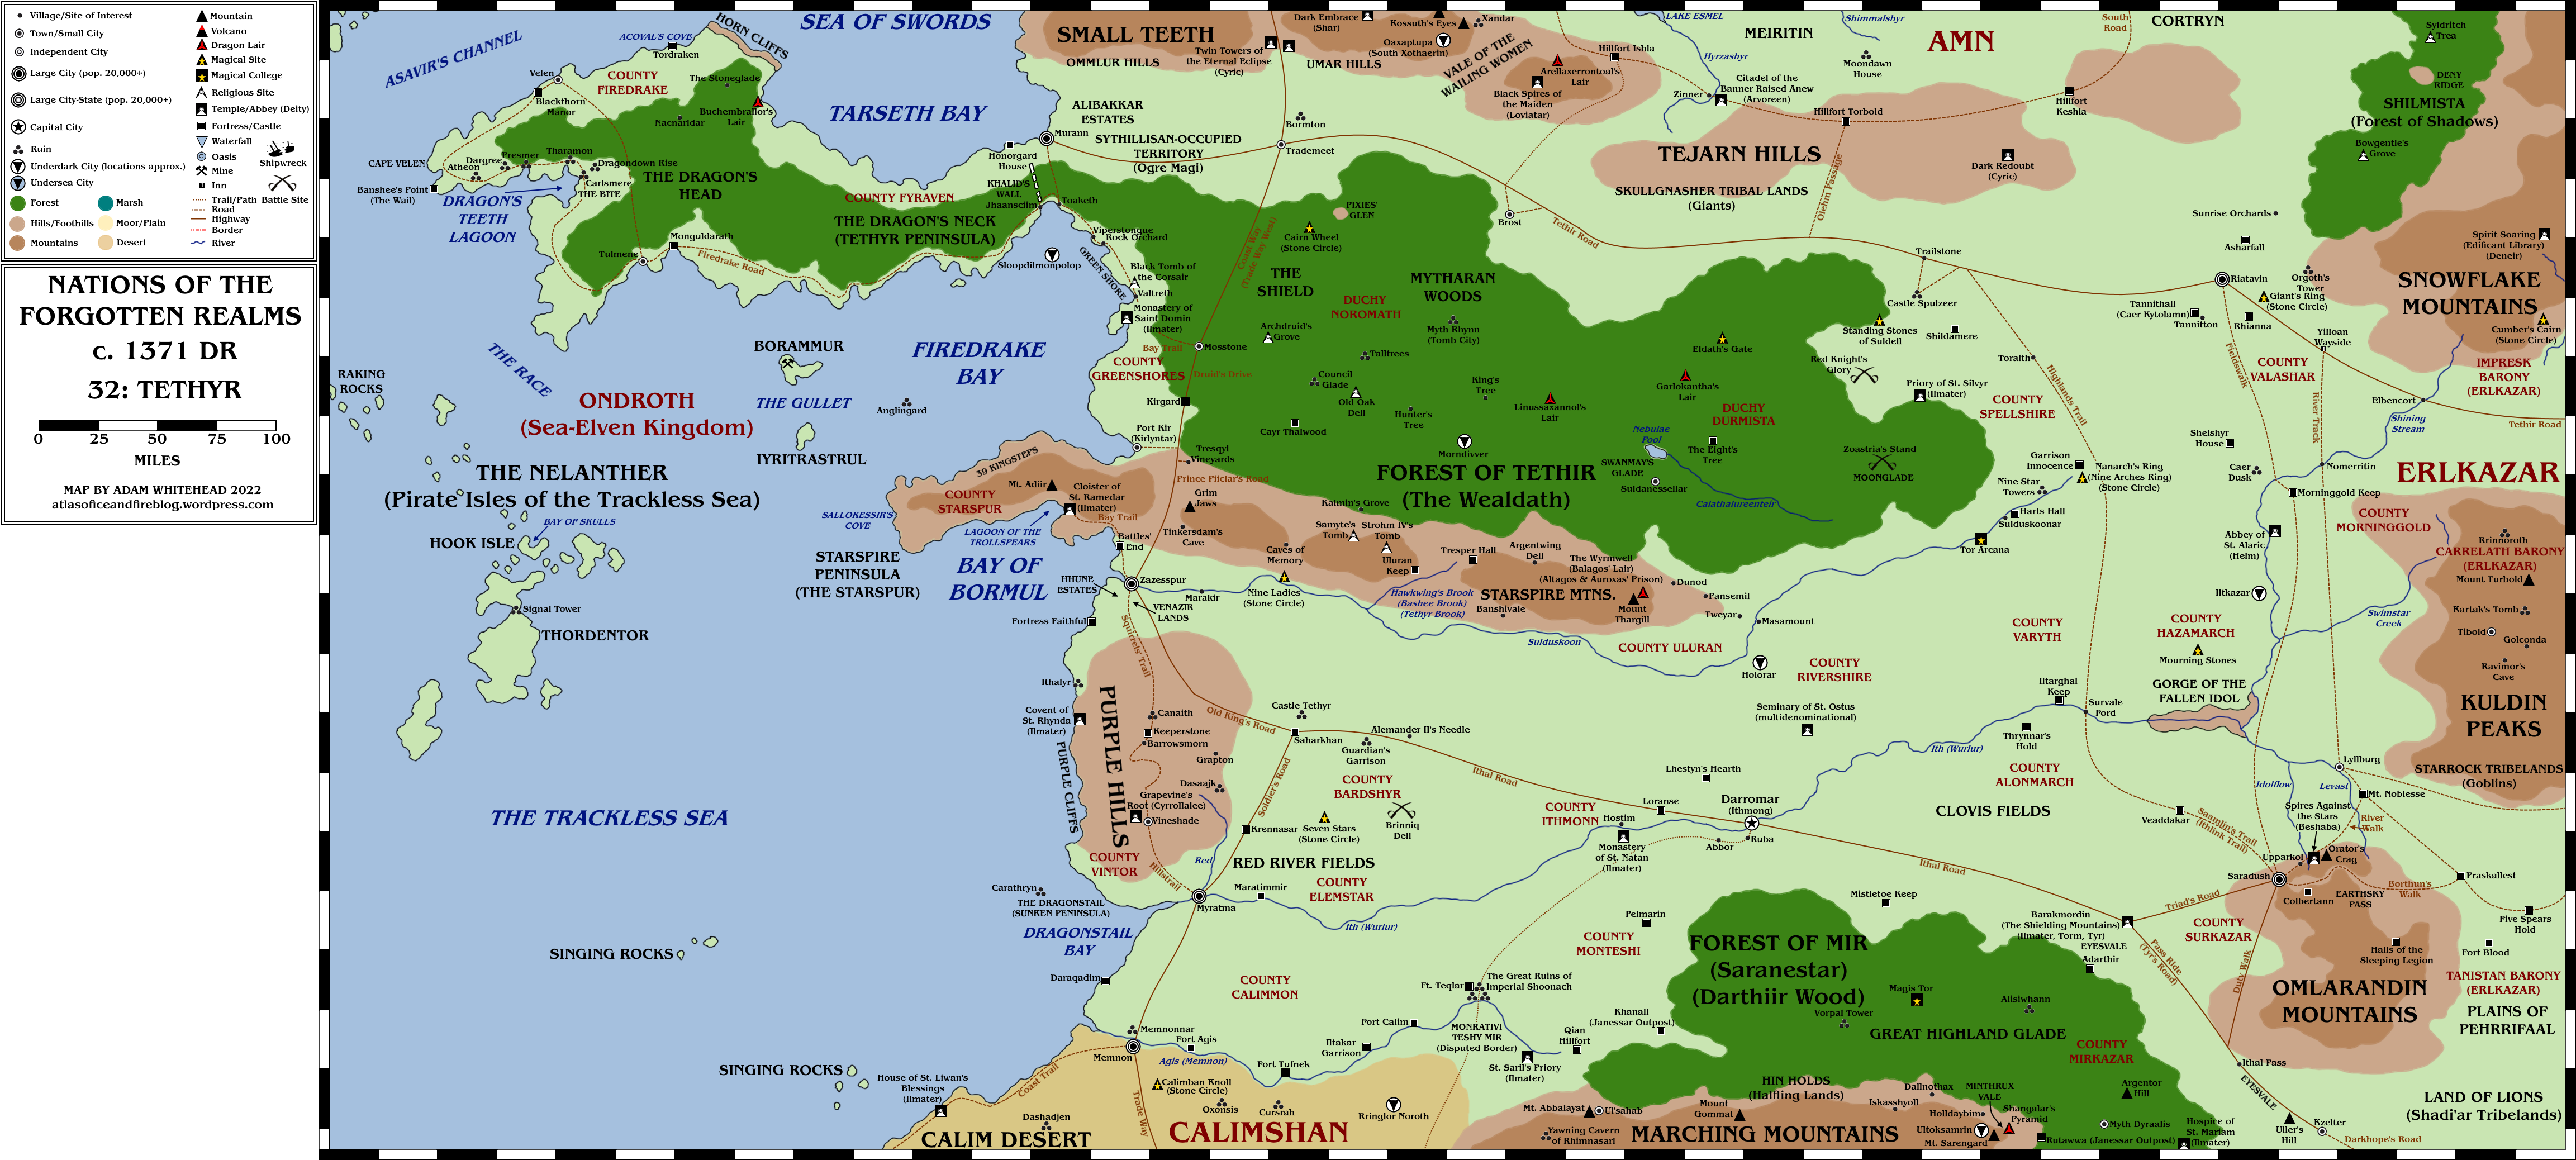 Village/Site of Interest
Town/Small City
Independent City
Large City (pop. 20,000+)
Large City-State (pop. 20,000+)
Capital City
Ruin
Underdark City (locations approx.)
Undersea City
Forest
Marsh
Hills/Foothills
Moor/Plain
Mountains
Desert
Mountain
Volcano
Dragon Lair
Magical Site
Magical College
Religious Site
Temple/Abbey (Deity)
Fortress/Castle
Waterfall
Oasis
Mine
Inn
Shipwreck
Battle Site
Trail/Path
Road
Highway
Border
River
NATIONS OF THE
FORGOTTEN REALMS
c. 1371 DR
32: TETHYR
0 25 50 75 100
MILES
MAP BY ADAM WHITEHEAD 2022
atlasoficeandfireblog.wordpress.com
ASAVIR'S CHANNEL
ACOVAL'S COVE
Tordraken
HORN CLIFFS
SEA OF SWORDS
Velen
COUNTY
FIREDRAKE
The Stoneglade
Blackthorn
Manor
Nacnaridar
Buchembrallor's
Lair
TARSETH BAY
CAPE VELEN
Athon
Dargree
Presmer
Tharamon
Dragondown Rise
Carlsmere
THE BITE
Banshee's Point
(The Wail)
DRAGON'S
TEETH
LAGOON
THE DRAGON'S
HEAD
COUNTY FYRAVEN
THE DRAGON'S NECK
(TETHYR PENINSULA)
Tulmene
Monguldarath
Firedrake Road
SMALL TEETH
OMMLUR HILLS
Twin Towers of
the Eternal Eclipse
(Cyric)
Dark Embrace
(Shar)
UMAR HILLS
Kossuth's Eyes
Xandar
Oaxaptupa
(South Xothaerin)
VALE OF THE
WAILING WOMEN
Arellaxerrontoal's
Lair
Black Spires of
the Maiden
(Loviatar)
Hillfort Ishla
LAKE ESMEL
Hyrzashyr
Shimmalshyr
MEIRITIN
AMN
South
Road
CORTRYN
Moondawn
House
Zinner
Citadel of the
Banner Raised Anew
(Arvoreen)
Hillfort Torbold
Hillfort
Keshla
TEJARN HILLS
SKULLGNASHER TRIBAL LANDS
(Giants)
Dark Redoubt
(Cyric)
Olehm Passage
Syldritch
Trea
DENY
RIDGE
SHILMISTA
(Forest of Shadows)
Bowgentle's
Grove
Sunrise Orchards
Asharfall
Spirit Soaring
(Edificant Library)
(Deneir)
SNOWFLAKE
MOUNTAINS
Orgoth's
Tower
Giant's Ring
(Stone Circle)
Cumber's Cairn
(Stone Circle)
ALIBAKKAR
ESTATES
Murann
SYTHILLISAN-OCCUPIED
TERRITORY
(Ogre Magi)
Honorgard
House
KHALID'S
WALL
Jhaansciim
Toaketh
Bormton
Trademeet
Brost
Tethir Road
Sloopdilmonpolop
Viperstongue
Rock Orchard
GREEN SHORE
Black Tomb of
the Corsair
Valtreth
Monastery of
Saint Domin
(Ilmater)
Coast Way
(Trade Way West)
Cairn Wheel
(Stone Circle)
PIXIES'
GLEN
THE
SHIELD
MYTHARAN
WOODS
DUCHY
NOROMATH
Archdruid's
Grove
Myth Rhynn
(Tomb City)
Talltrees
Bay Trail
Mosstone
COUNTY
GREENSHORES
Druid's Drive
Kirgard
Council
Glade
Old Oak
Dell
Hunter's
Tree
King's
Tree
Linussaxannol's
Lair
Cayr Thalwood
Morndivver
Port Kir
(Kirlyntar)
Tresqyl
Vineyards
FOREST OF TETHIR
(The Wealdath)
Eldath's Gate
Garlokantha's
Lair
DUCHY
DURMISTA
Nebulae
Pool
The Eight's
Tree
SWANMAY'S
GLADE
Suldanessellar
Calathalureenteir
Zoastria's Stand
MOONGLADE
Trailstone
Castle Spulzeer
Standing Stones
of Suldell
Shildamere
Red Knight's
Glory
Priory of St. Silvyr
(Ilmater)
COUNTY
SPELLSHIRE
Toralth
Highlands Trail
Riatavin
Tannithall
(Caer Kytolamn)
Tannitton
Rhianna
Yilloan
Wayside
Fieldswalk
COUNTY
VALASHAR
IMPRESK
BARONY
(ERLKAZAR)
Elbencort
River Track
Shining
Stream
Tethir Road
ERLKAZAR
Shelshyr
House
Caer
Dusk
Nomerritin
Morninggold Keep
COUNTY
MORNINGGOLD
Garrison
Innocence
Nanarch's Ring
(Nine Arches Ring)
(Stone Circle)
Nine Star
Towers
Harts Hall
Sulduskoonar
Tor Arcana
Abbey of
St. Alaric
(Helm)
Rrinnoroth
CARRELATH BARONY
(ERLKAZAR)
Mount Turbold
Iltkazar
Swimstar
Creek
Kartak's Tomb
Tibold
Golconda
Ravimor's
Cave
KULDIN
PEAKS
STARROCK TRIBELANDS
(Goblins)
RAKING
ROCKS
THE RACE
BORAMMUR
THE GULLET
FIREDRAKE
BAY
ONDROTH
(Sea-Elven Kingdom)
Anglingard
IYRITRASTRUL
THE NELANTHER
(Pirate Isles of the Trackless Sea)
BAY OF SKULLS
HOOK ISLE
Signal Tower
THORDENTOR
39 KINGSTEPS
Mt. Adiir
COUNTY
STARSPUR
Cloister of
St. Ramedar
(Ilmater)
Bay Trail
SALLOKESSIR'S
COVE
LAGOON OF THE
TROLLSPEARS
STARSPIRE
PENINSULA
(THE STARSPUR)
BAY OF
BORMUL
Prince Pliclar's Road
Grim
Jaws
Tinkersdam's
Cave
Battles'
End
HHUNE
ESTATES
Zazesspur
VENAZIR
LANDS
Marakir
Fortress Faithful
Squirrels' Trail
Caves of
Memory
Nine Ladies
(Stone Circle)
Kalmin's Grove
Samyte's
Tomb
Strohm IV's
Tomb
Uluran
Keep
Tresper Hall
Argentwing
Dell
The Wyrmwell
(Balagos' Lair)
(Altagos & Auroxas' Prison)
Hawkwing's Brook
(Bashee Brook)
(Tethyr Brook)
STARSPIRE MTNS.
Banshivale
Mount
Thargill
Dunod
Pansemil
Tweyar
Masamount
Sulduskoon
COUNTY ULURAN
Holorar
COUNTY
RIVERSHIRE
COUNTY
VARYTH
COUNTY
HAZAMARCH
Mourning Stones
GORGE OF THE
FALLEN IDOL
Iltarghal
Keep
Survale
Ford
Thrynnar's
Hold
Seminary of St. Ostus
(multidenominational)
Ith (Wurlur)
COUNTY
ALONMARCH
CLOVIS FIELDS
Ithalyr
Covent of
St. Rhynda
(Ilmater)
PURPLE HILLS
PURPLE CLIFFS
Canaith
Keeperstone
Barrowsmorn
Grapton
Dasaajk
Grapevine's
Root (Cyrrollalee)
Vineshade
COUNTY
VINTOR
Hillstrail
Red
Old King's Road
Castle Tethyr
Saharkhan
Guardian's
Garrison
Alemander II's Needle
Soldier's Road
COUNTY
BARDSHYR
Ithal Road
Krennasar
Seven Stars
(Stone Circle)
Brinniq
Dell
RED RIVER FIELDS
COUNTY
ELEMSTAR
Maratimmir
Myratma
Ith (Wurlur)
COUNTY
ITHMONN
Hostim
Loranse
Lhestyn's Hearth
Darromar
(Ithmong)
Monastery
of St. Natan
(Ilmater)
Abbor
Ruba
Ithal Road
Veaddakar
Saamlin's Trail
(Rhlink Trail)
Idolflow
Levast
Lyllburg
Mt. Noblesse
Spires Against
the Stars
(Beshaba)
River
Walk
Upparkol
Orator's
Crag
Saradush
Colbertann
EARTHSKY
PASS
Borthun's
Walk
Praskallest
Five Spears
Hold
Fort Blood
Halls of the
Sleeping Legion
TANISTAN BARONY
(ERLKAZAR)
PLAINS OF
PEHRRIFAAL
OMLARANDIN
MOUNTAINS
Triad's Road
COUNTY
SURKAZAR
Duty Walk
Pass Ride
(Tyr's Road)
Barakmordin
(The Shielding Mountains)
(Ilmater, Torm, Tyr)
EYESVALE
Adarthir
THE TRACKLESS SEA
SINGING ROCKS
SINGING ROCKS
Carathryn
THE DRAGONSTAIL
(SUNKEN PENINSULA)
DRAGONSTAIL
BAY
Daraqadim
COUNTY
CALIMMON
COUNTY
MONTESHI
Pelmarin
Mistletoe Keep
FOREST OF MIR
(Saranestar)
(Darthiir Wood)
Magis Tor
Vorpal Tower
Alisiwhann
GREAT HIGHLAND GLADE
COUNTY
MIRKAZAR
Memnonnar
Memnon
Fort Agis
Agis (Memnon)
Coast Trail
Trade Way
House of St. Liwan's
Blessings
(Ilmater)
Dashadjen
CALIM DESERT
Calimban Knoll
(Stone Circle)
Oxonsis
Cursrah
Fort Tufnek
Iltakar
Garrison
Fort Calim
Ft. Teqlar
The Great Ruins of
Imperial Shoonach
MONRATIVI
TESHY MIR
(Disputed Border)
St. Saril's Priory
(Ilmater)
Qian
Hillfort
Khanall
(Janessar Outpost)
Rringlor Noroth
CALIMSHAN
Mt. Abbalayat
Ul'sahab
Yawning Cavern
of Rhimnasarl
Mount
Gommat
HIN HOLDS
(Halfling Lands)
MARCHING MOUNTAINS
Dallnothax
Iskasshyoll
MINTHRUX
VALE
Holldaybim
Shangalar's
Pyramid
Ultoksamrin
Mt. Sarengard
Rutawwa (Janessar Outpost)
Myth Dyraalis
Argentor
Hill
Hospice of
St. Mariam
(Ilmater)
Ithal Pass
EYESVALE
Uller's
Hill
Kzelter
Darkhope's Road
LAND OF LIONS
(Shadi'ar Tribelands)